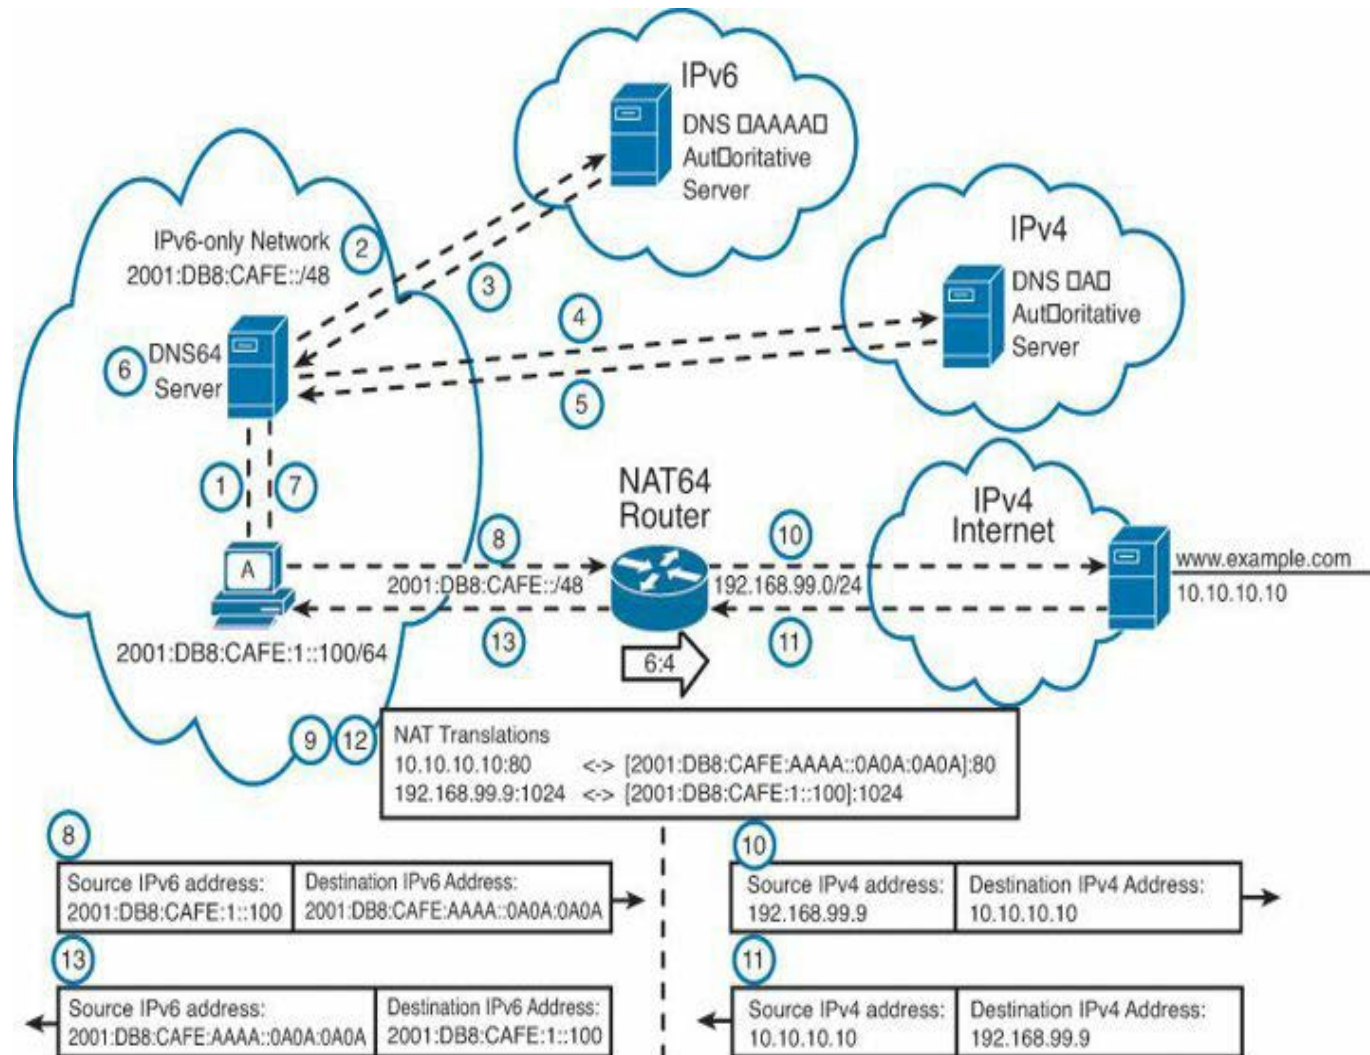 IPv6
DNS □AAAA□
Aut□oritative
Server
IPv6-only Network
2001:DB8:CAFE::/48
2
3
IPv4
DNS □A□
Aut□oritative
Server
4
5
6
DNS64
Server
1
7
NAT64
Router
IPv4
Internet
8
10
A
2001:DB8:CAFE::/48
192.168.99.0/24
www.example.com
10.10.10.10
13
11
2001:DB8:CAFE:1::100/64
6:4
9
12
NAT Translations
10.10.10.10:80 <-> [2001:DB8:CAFE:AAAA::0A0A:0A0A]:80
192.168.99.9:1024 <-> [2001:DB8:CAFE:1::100]:1024
8
Source IPv6 address:
2001:DB8:CAFE:1::100
Destination IPv6 Address:
2001:DB8:CAFE:AAAA::0A0A:0A0A
10
Source IPv4 address:
192.168.99.9
Destination IPv4 Address:
10.10.10.10
13
Source IPv6 address:
2001:DB8:CAFE:AAAA::0A0A:0A0A
Destination IPv6 Address:
2001:DB8:CAFE:1::100
11
Source IPv4 address:
10.10.10.10
Destination IPv4 Address:
192.168.99.9